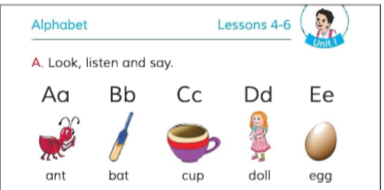 Alphabet Lessons 4-6
Unit 1
A. Look, listen and say.
Aa Bb Cc Dd Ee
ant bat cup doll egg